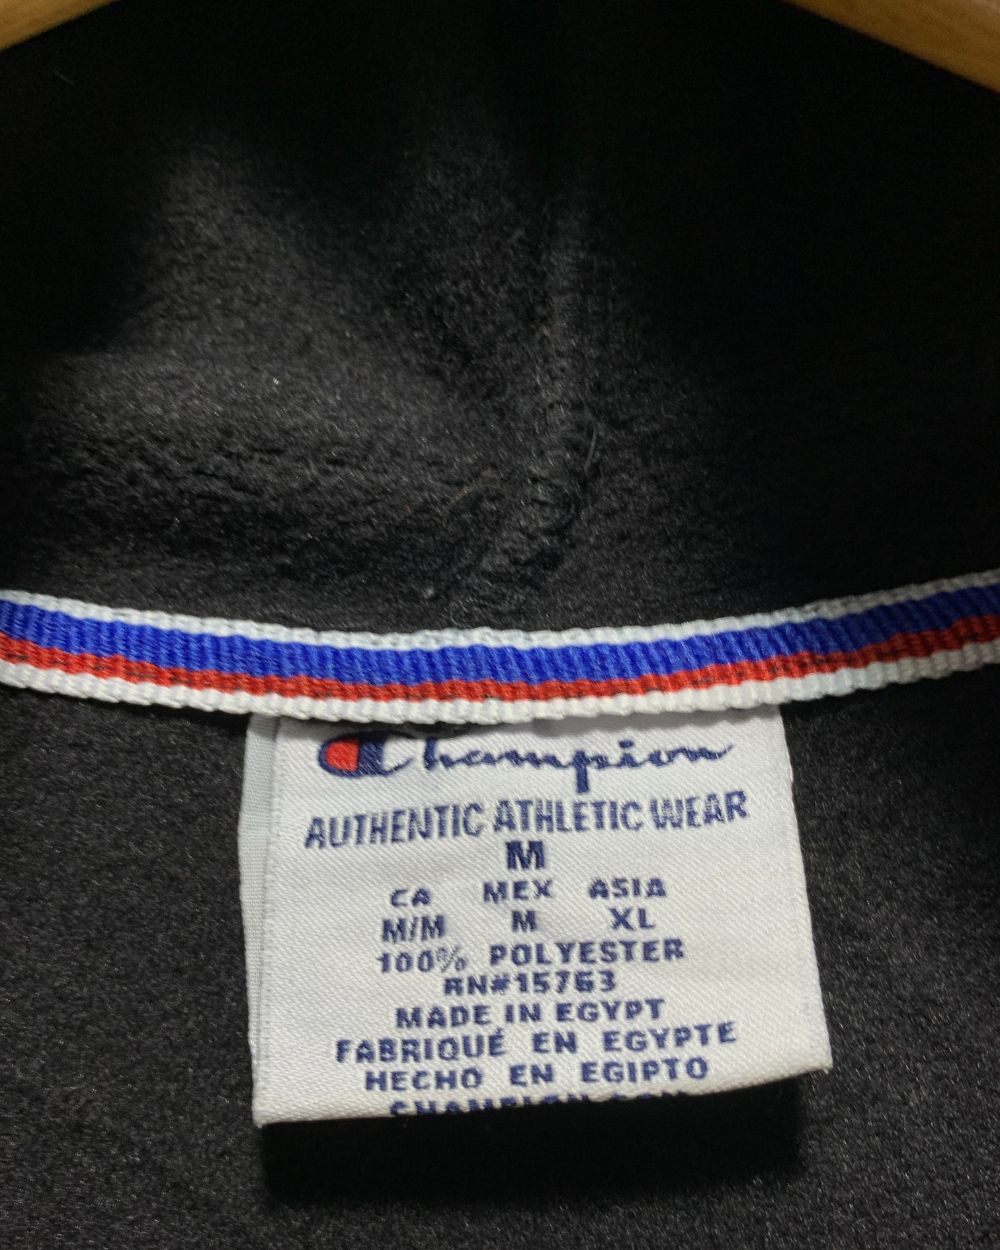 Champion
AUTHENTIC ATHLETIC WEAR
M
CA MEX ASIA
M/M M XL
100% POLYESTER
RN#15763
MADE IN EGYPT
FABRIQUÉ EN EGYPTE
HECHO EN EGIPTO